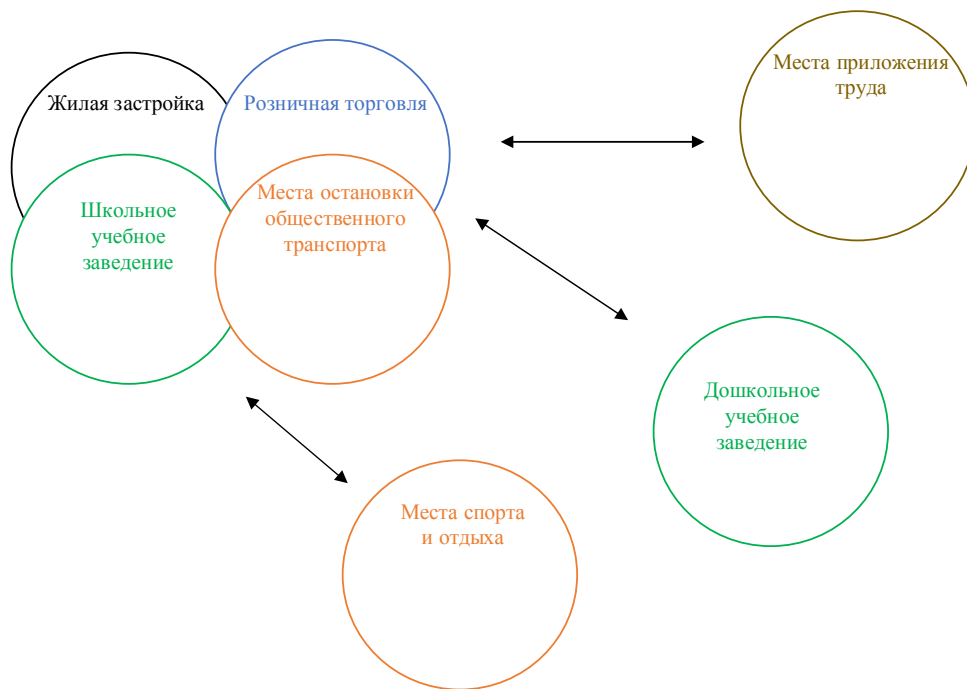 Жилая застройка
Розничная торговля
Места приложения
труда
Школьное
учебное
заведение
Места остановки
общественного
транспорта
Дошкольное
учебное
заведение
Места спорта
и отдыха